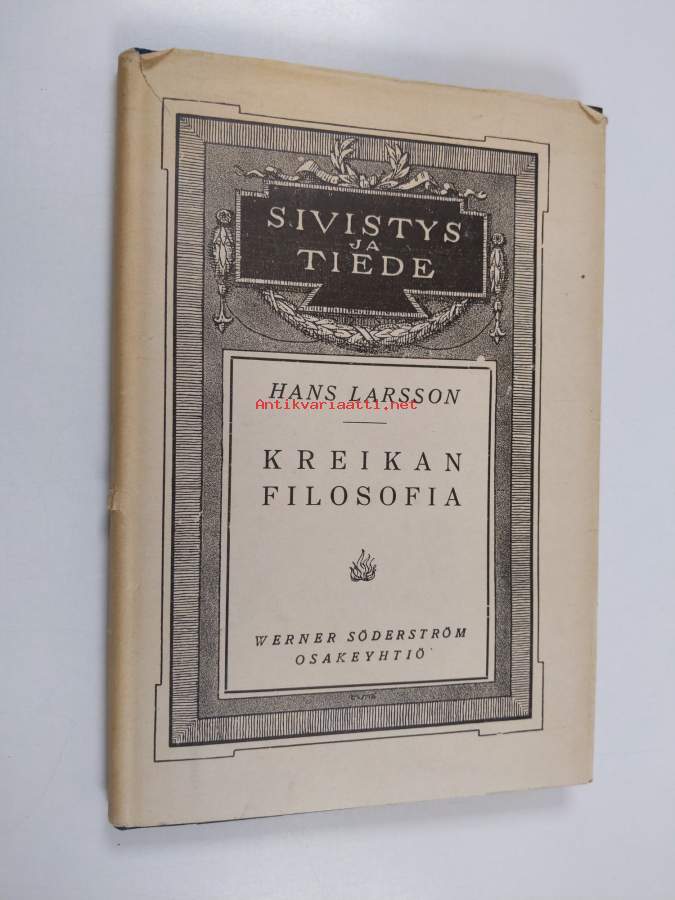 SIVISTYS
JA
TIEDE
HANS LARSSON
Antikvariaatti.net
KREIKAN
FILOSOFIA
WERNER SÖDERSTRÖM
OSAKEYHTIÖ